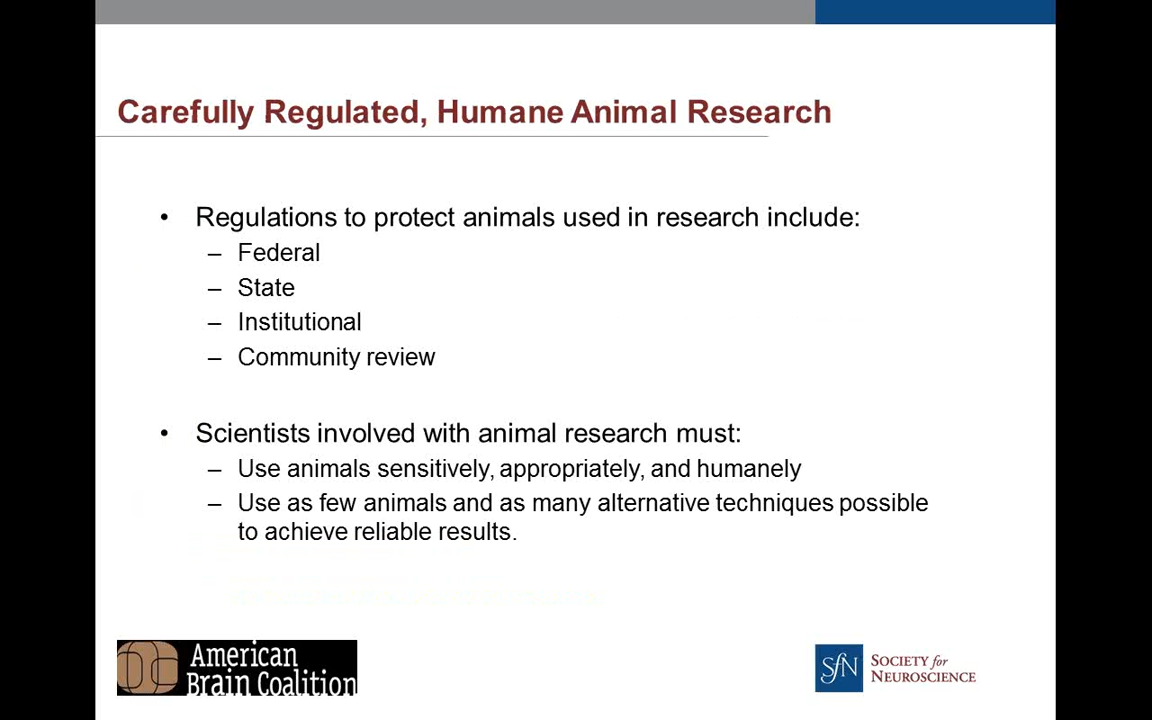 Carefully Regulated, Humane Animal Research
• Regulations to protect animals used in research include:
– Federal
– State
– Institutional
– Community review
• Scientists involved with animal research must:
– Use animals sensitively, appropriately, and humanely
– Use as few animals and as many alternative techniques possible
to achieve reliable results.
American
Brain Coalition
SfN
SOCIETY for
NEUROSCIENCE